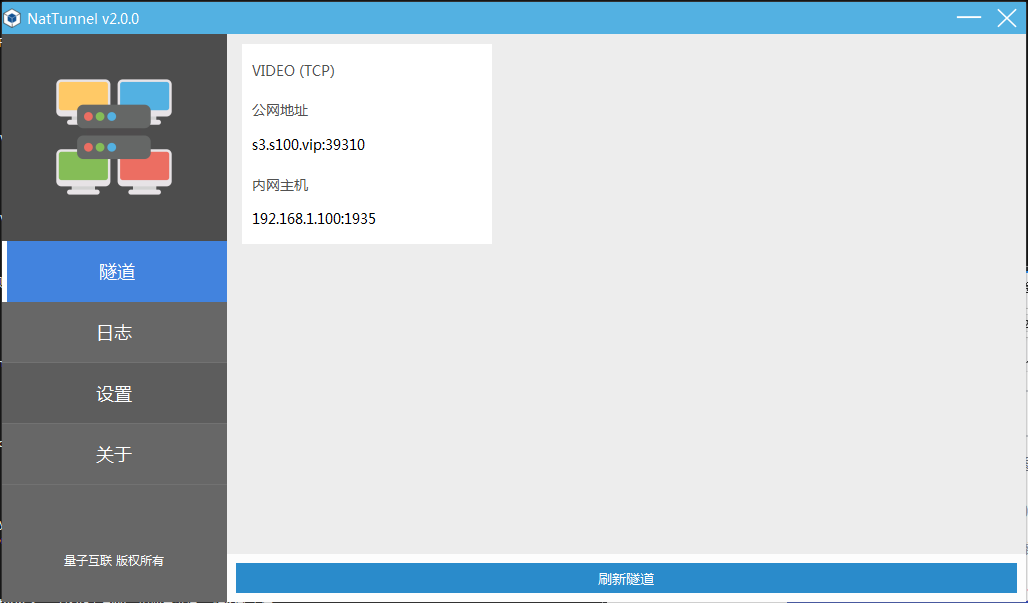 NatTunnel v2.0.0
VIDEO (TCP)
公网地址
s3.s100.vip:39310
内网主机
192.168.1.100:1935
隧道
日志
设置
关于
量子互联 版权所有
刷新隧道